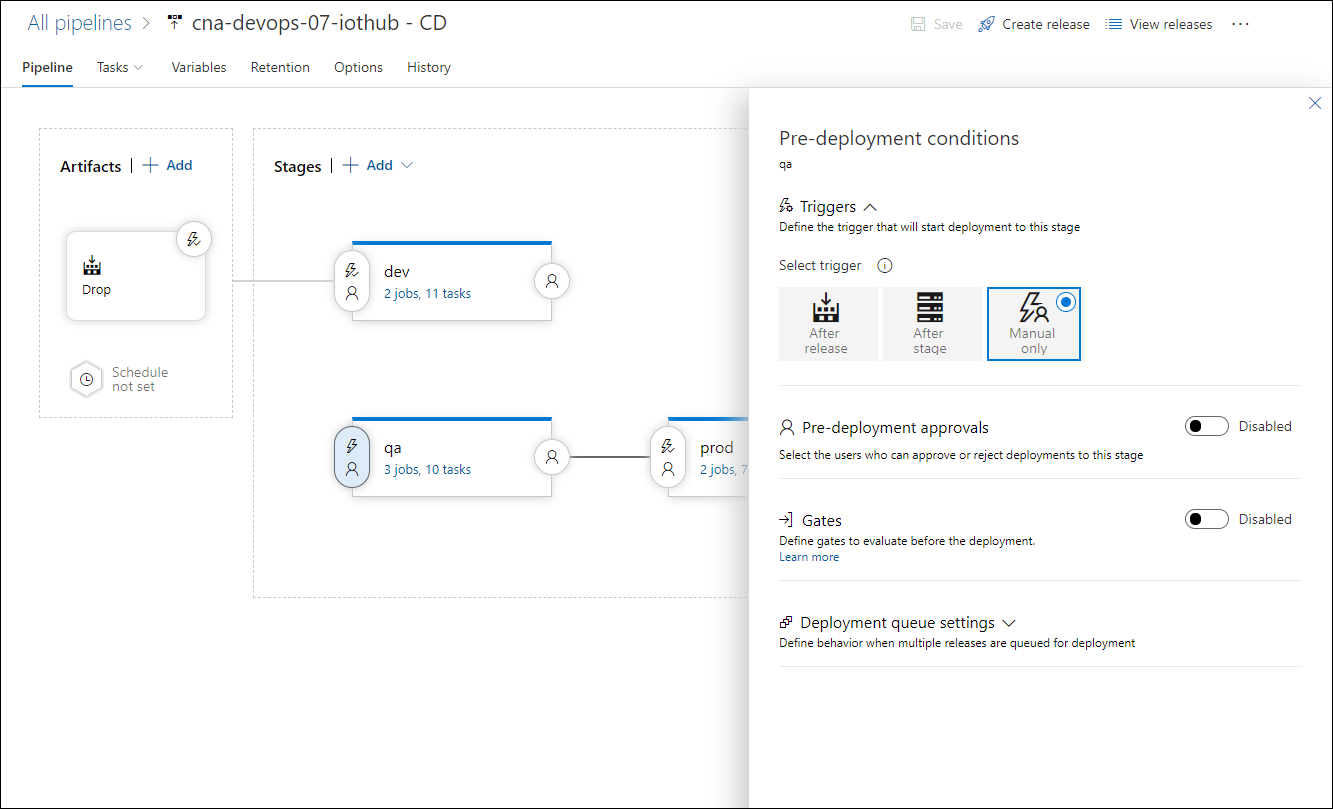 All pipelines > cna-devops-07-iothub - CD
Save Create release View releases ...
Pipeline Tasks Variables Retention Options History
Artifacts | + Add
Stages | + Add
Drop
Schedule
not set
dev
2 jobs, 11 tasks
qa
3 jobs, 10 tasks
prod
2 jobs, 7
Pre-deployment conditions
qa
Triggers
Define the trigger that will start deployment to this stage
Select trigger
After
release
After
stage
Manual
only
Pre-deployment approvals
Disabled
Select the users who can approve or reject deployments to this stage
Gates
Disabled
Define gates to evaluate before the deployment.
Learn more
Deployment queue settings
Define behavior when multiple releases are queued for deployment